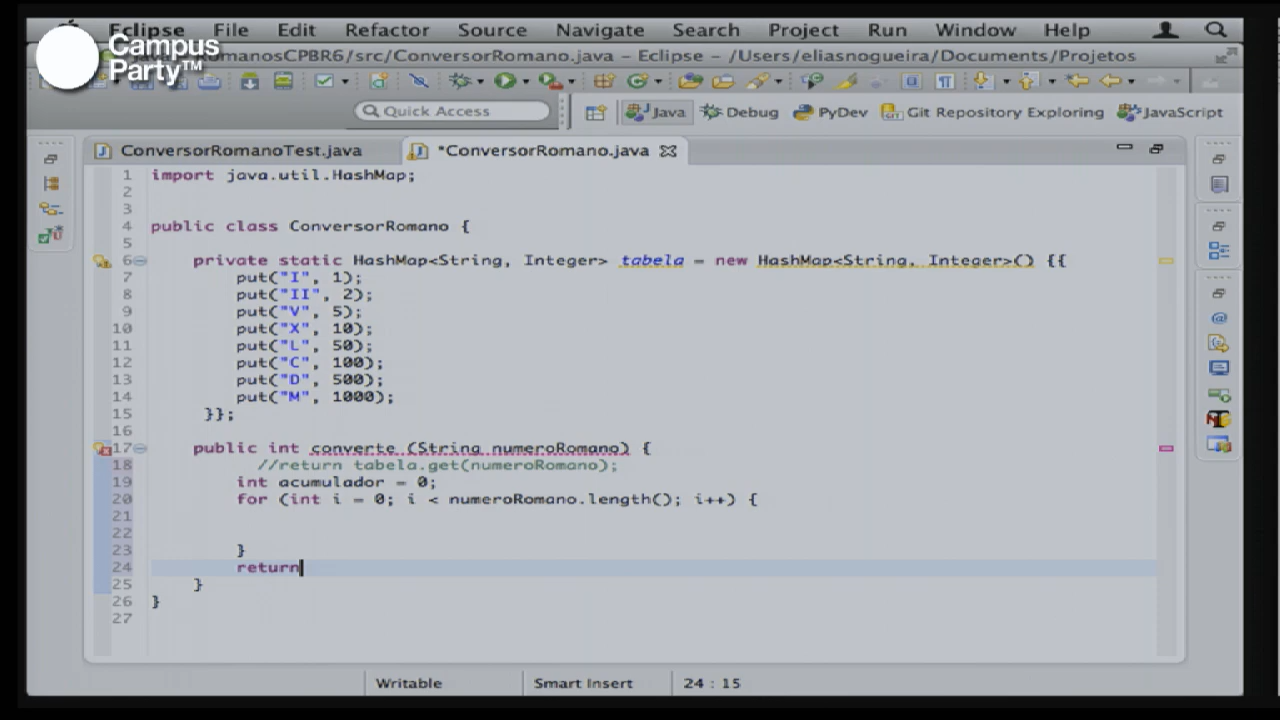 Eclipse File Edit Refactor Source Navigate Search Project Run Window Help
Campus
Party™
manosCPBR6/src/ConversorRomano.java - Eclipse - /Users/eliasnogueira/Documents/Projetos
Quick Access
Java Debug PyDev Git Repository Exploring JavaScript
ConversorRomanoTest.java *ConversorRomano.java
1 import java.util.HashMap;
2
3
4 public class ConversorRomano {
5
6 private static HashMap<String, Integer> tabela = new HashMap<String, Integer>() {{
7 put("I", 1);
8 put("II", 2);
9 put("V", 5);
10 put("X", 10);
11 put("L", 50);
12 put("C", 100);
13 put("D", 500);
14 put("M", 1000);
15 }};
16
17 public int converte (String numeroRomano) {
18 //return tabela.get(numeroRomano);
19 int acumulador = 0;
20 for (int i = 0; i < numeroRomano.length(); i++) {
21
22
23 }
24 return
25 }
26 }
27
Writable Smart Insert 24 : 15